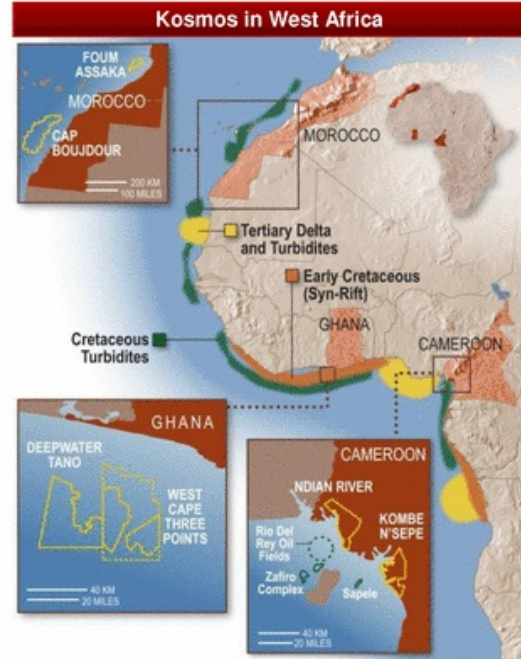 Kosmos in West Africa
FOUM
ASSAKA
MOROCCO
CAP
BOUJDOUR
200 KM
100 MILES
MOROCCO
Tertiary Delta
and Turbidites
Early Cretaceous
(Syn-Rift)
GHANA
CAMEROON
Cretaceous
Turbidites
GHANA
DEEPWATER
TANO
WEST
CAPE
THREE
POINTS
40 KM
20 MILES
CAMEROON
NDIAN RIVER
KOMBE
N'SEPE
Rio Del
Rey Oil
Fields
Zafiro
Complex
Sapele
40 KM
20 MILES